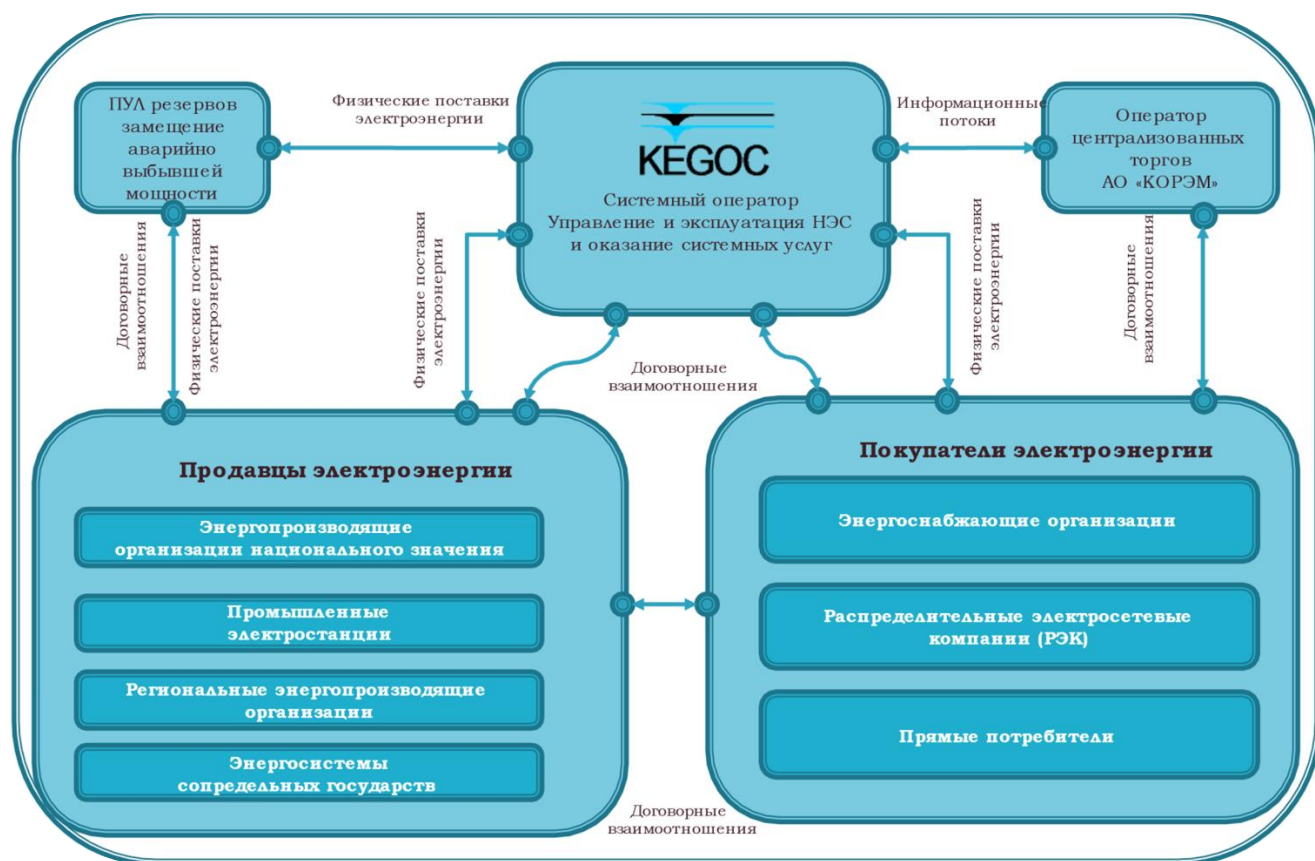 ПУЛ резервов
замещение
аварийно
выбывшей
мощности
Физические поставки
электроэнергии
KEGOC
Системный оператор
Управление и эксплуатация НЭС
и оказание системных услуг
Информационные
потоки
Оператор
централизованных
торгов
АО «КОРЭМ»
Договорные
взаимоотношения
Физические поставки
электроэнергии
Физические поставки
электроэнергии
Договорные
взаимоотношения
Физические поставки
электроэнергии
Договорные
взаимоотношения
Продавцы электроэнергии
Энергопроизводящие
организации национального значения
Промышленные
электростанции
Региональные энергопроизводящие
организации
Энергосистемы
сопредельных государств
Покупатели электроэнергии
Энергоснабжающие организации
Распределительные электросетевые
компании (РЭК)
Прямые потребители
Договорные
взаимоотношения